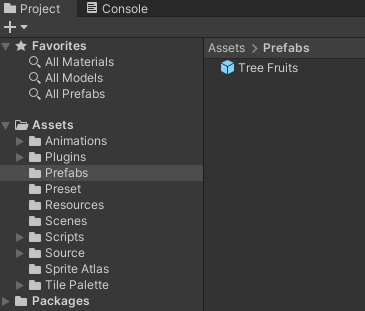 Project
Console
Favorites
All Materials
All Models
All Prefabs
Assets
Animations
Plugins
Prefabs
Preset
Resources
Scenes
Scripts
Source
Sprite Atlas
Tile Palette
Packages
Assets > Prefabs
Tree Fruits